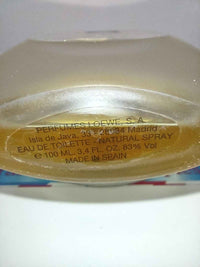 PERFUMES LOEWE, S.A.
Isla de Java, 33 - 28034 Madrid
EAU DE TOILETTE - NATURAL SPRAY
℮ 100 ML. 3,4 FL. OZ. 83% Vol
MADE IN SPAIN